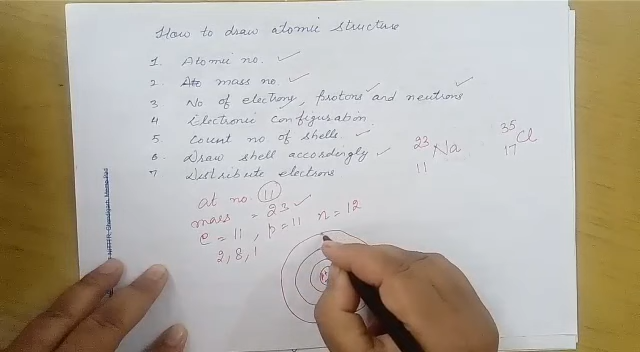 How to draw atomic structure
1. Atomic no. ✓
2. mass no. ✓
3 No of electrons, protons and neutrons
4 Electronic configuration
5 Count no of shells. ✓
6. Draw shell accordingly ✓
7 Distribute electrons
23 Na 11
35 Cl 17
at no. 11
mass = 23 ✓
e = 11, p = 11 n = 12
2, 8, 1